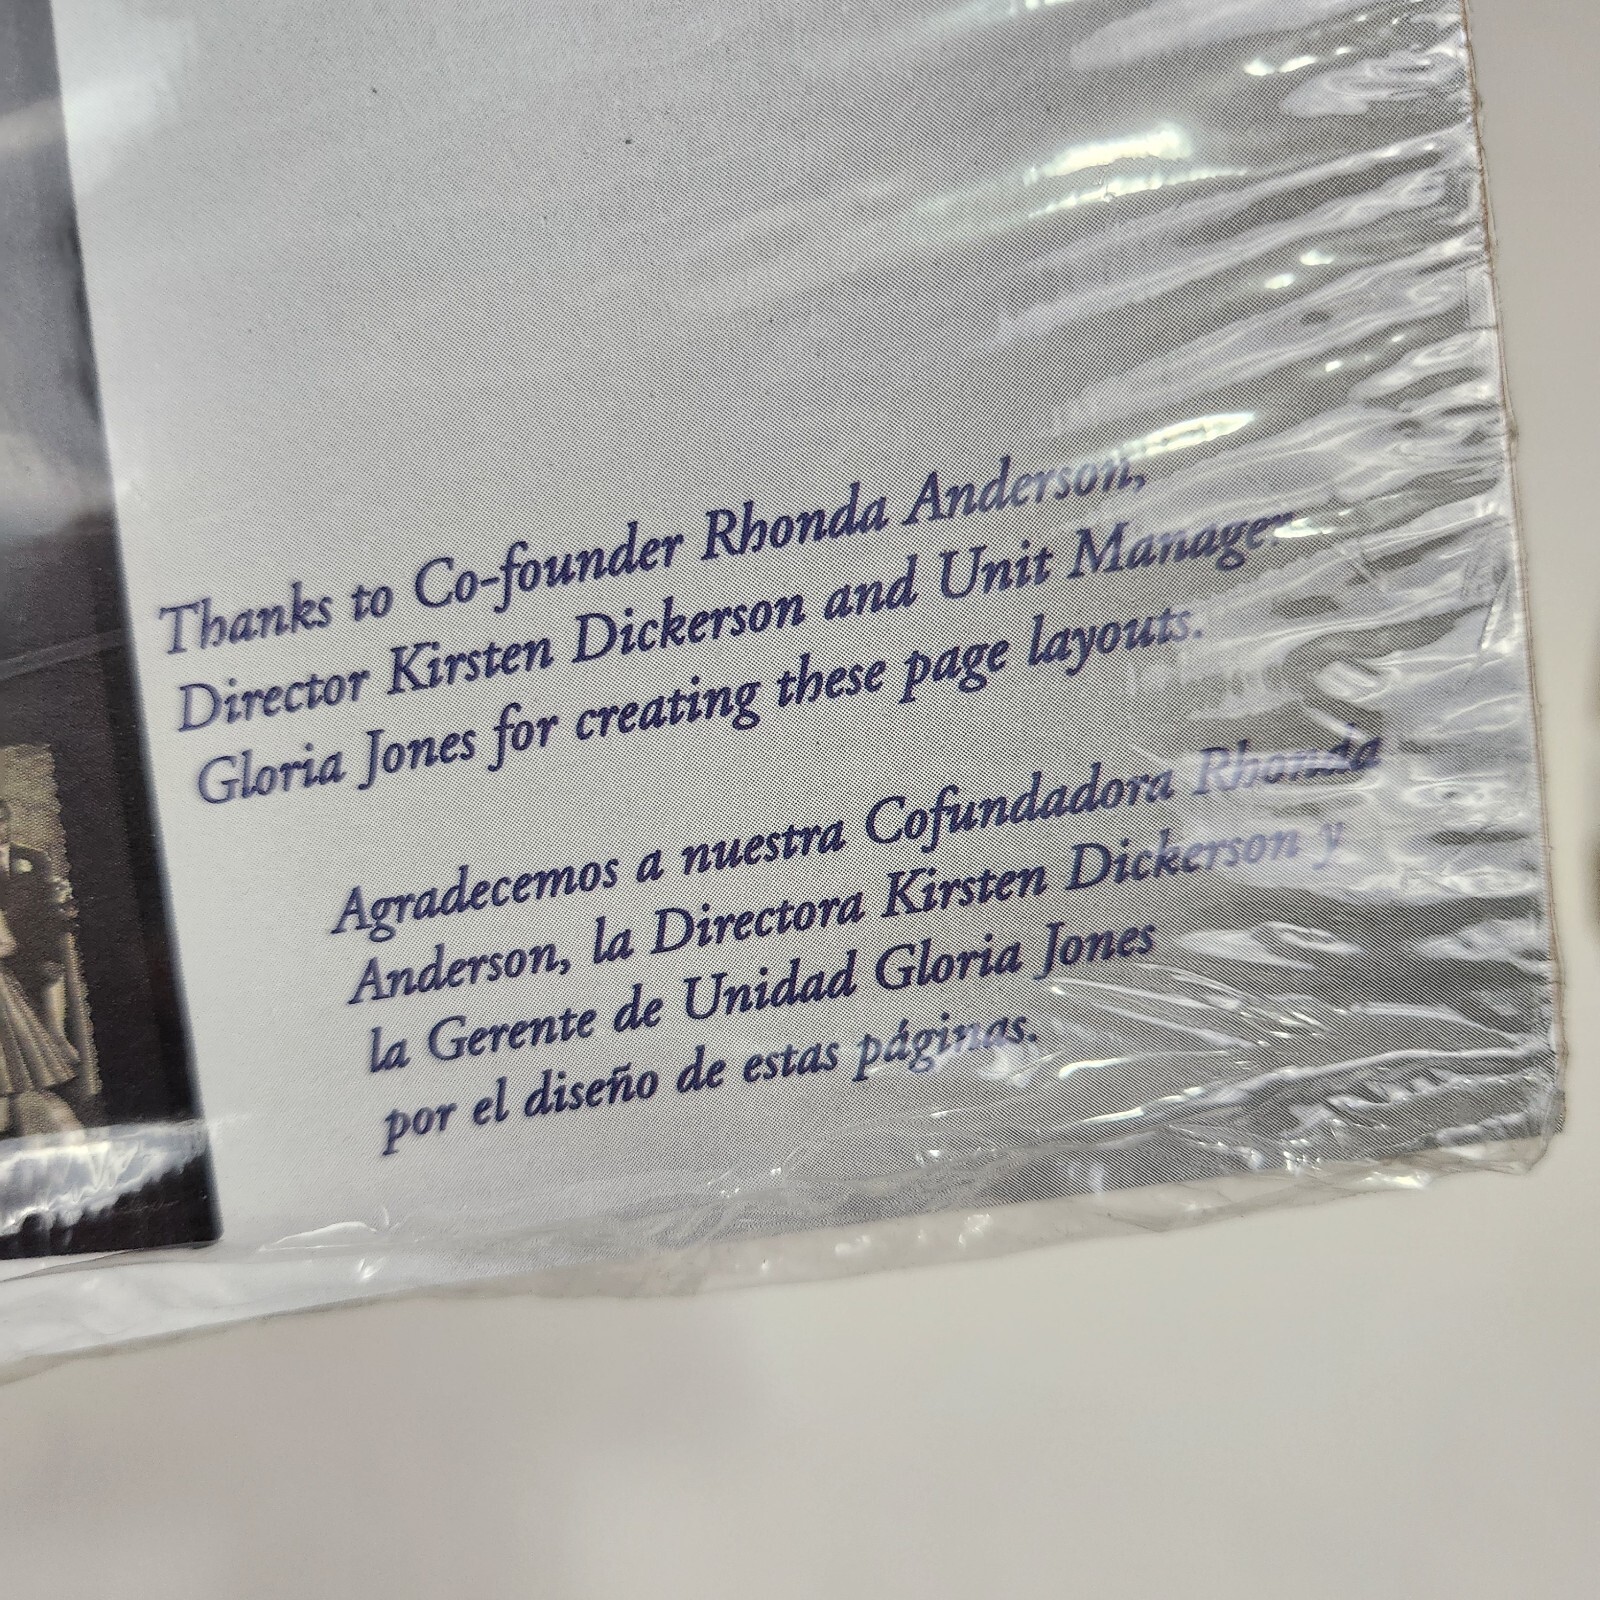 Thanks to Co-founder Rhonda Anderson,
Director Kirsten Dickerson and Unit Manager
Gloria Jones for creating these page layouts.
Agradecemos a nuestra Cofundadora Rhonda
Anderson, la Directora Kirsten Dickerson y
la Gerente de Unidad Gloria Jones
por el diseño de estas páginas.